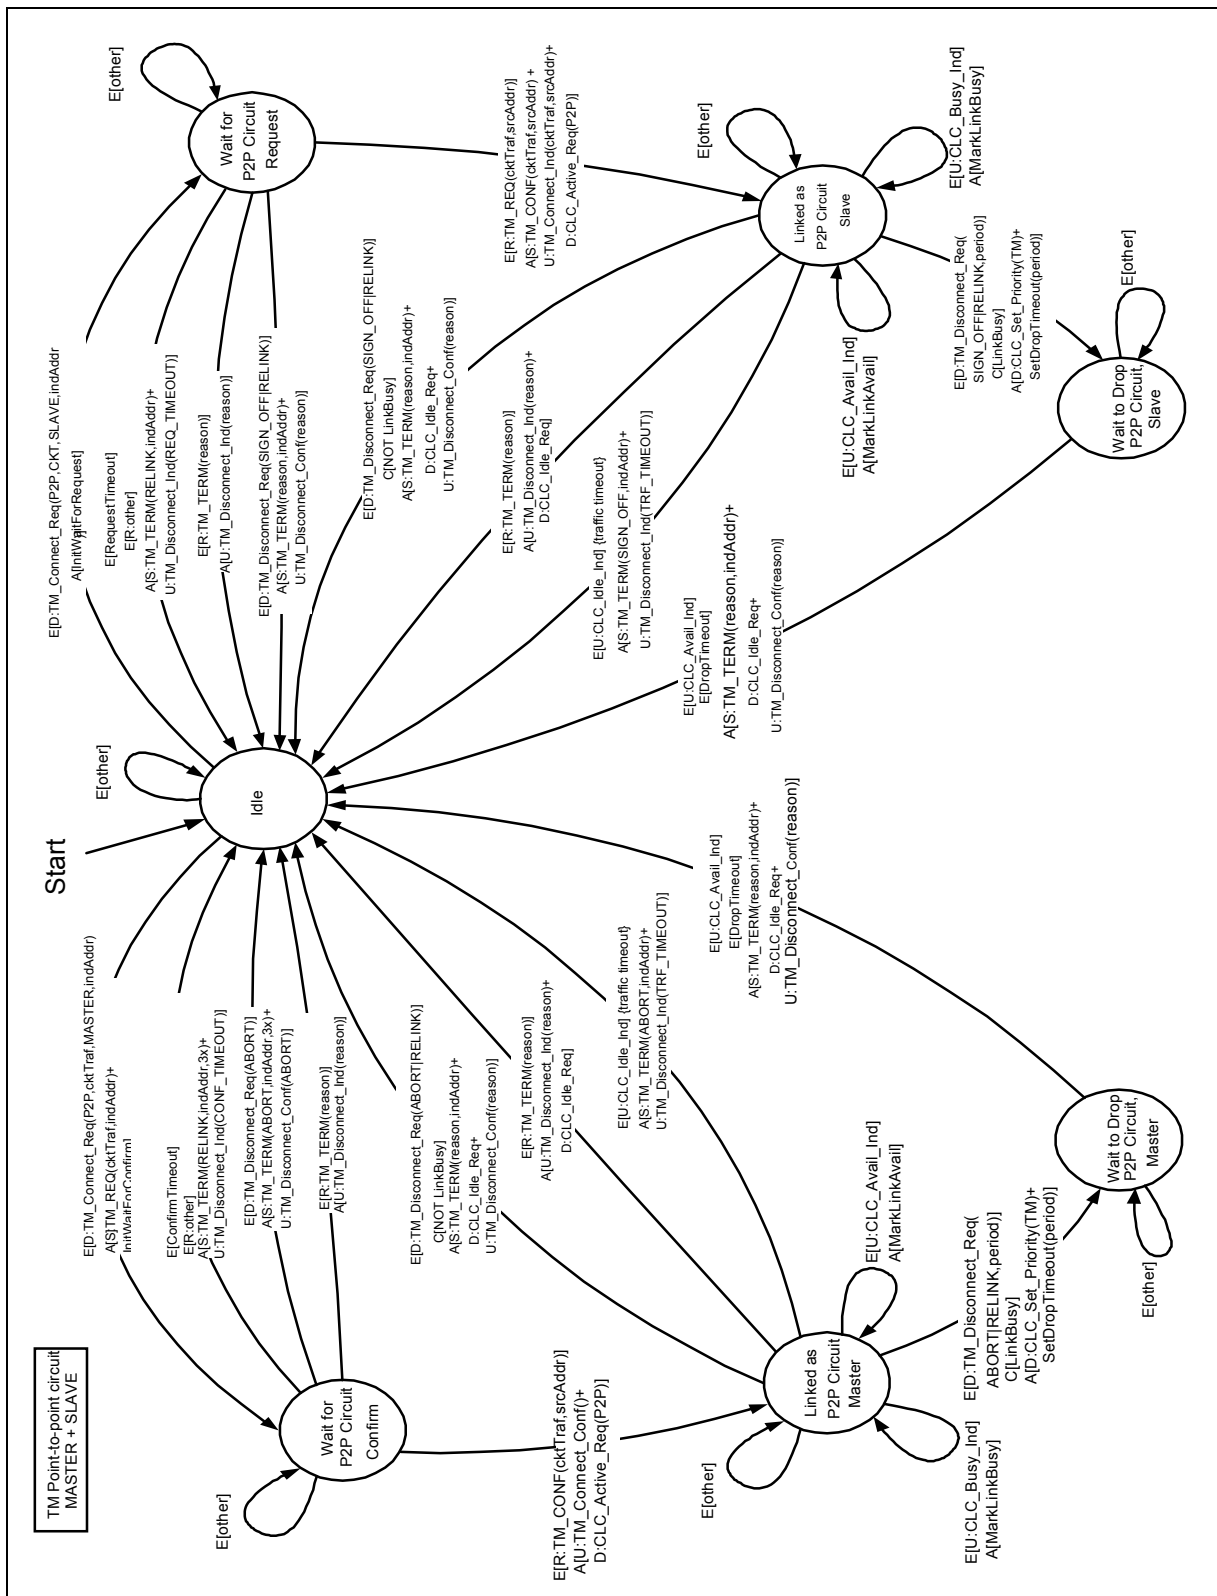 TM Point-to-point circuit
MASTER + SLAVE
Start
Idle
E[other]
E[D:TM_Connect_Req(P2P,cktTraf,MASTER,indAddr)
A[S]TM_REQ(cktTraf,indAddr)+
InitWaitForConfirm]
E[ConfirmTimeout]
E[R:other]
A[S:TM_TERM(RELINK,indAddr,3x)+
U:TM_Disconnect_Ind(CONF_TIMEOUT)]
E[D:TM_Disconnect_Req(ABORT)]
A[S:TM_TERM(ABORT,indAddr,3x)+
U:TM_Disconnect_Conf(ABORT)]
E[R:TM_TERM(reason)]
A[U:TM_Disconnect_Ind(reason)]
Wait for
P2P Circuit
Confirm
E[other]
E[R:TM_CONF(cktTraf,srcAddr)]
A[U:TM_Connect_Conf()+
D:CLC_Active_Req(P2P)]
E[D:TM_Disconnect_Req(ABORT|RELINK)]
C[NOT LinkBusy]
A[S:TM_TERM(reason,indAddr)+
D:CLC_Idle_Req+
U:TM_Disconnect_Conf(reason)]
E[R:TM_TERM(reason)]
A[U:TM_Disconnect_Ind(reason)+
D:CLC_Idle_Req]
E[U:CLC_Idle_Ind] {traffic timeout}
A[S:TM_TERM(ABORT,indAddr)+
U:TM_Disconnect_Ind(TRF_TIMEOUT)]
Linked as
P2P Circuit
Master
E[other]
E[U:CLC_Avail_Ind]
A[MarkLinkAvail]
E[U:CLC_Busy_Ind]
A[MarkLinkBusy]
E[D:TM_Disconnect_Req(
ABORT|RELINK,period)]
C[LinkBusy]
A[D:CLC_Set_Priority(TM)+
SetDropTimeout(period)]
Wait to Drop
P2P Circuit,
Master
E[other]
E[U:CLC_Avail_Ind]
E[DropTimeout]
A[S:TM_TERM(reason,indAddr)+
D:CLC_Idle_Req+
U:TM_Disconnect_Conf(reason)]
E[D:TM_Connect_Req(P2P,CKT,SLAVE,indAddr
A[InitWaitForRequest]
E[RequestTimeout]
E[R:other]
A[S:TM_TERM(RELINK,indAddr)+
U:TM_Disconnect_Ind(REQ_TIMEOUT)]
E[R:TM_TERM(reason)]
A[U:TM_Disconnect_Ind(reason)]
E[D:TM_Disconnect_Req(SIGN_OFF|RELINK)]
A[S:TM_TERM(reason,indAddr)+
U:TM_Disconnect_Conf(reason)]
Wait for
P2P Circuit
Request
E[other]
E[R:TM_REQ(cktTraf,srcAddr)]
A[S:TM_CONF(cktTraf,srcAddr) +
U:TM_Connect_Ind(cktTraf,srcAddr)+
D:CLC_Active_Req(P2P)]
E[D:TM_Disconnect_Req(SIGN_OFF|RELINK)]
C[NOT LinkBusy]
A[S:TM_TERM(reason,indAddr)+
D:CLC_Idle_Req+
U:TM_Disconnect_Conf(reason)]
E[R:TM_TERM(reason)]
A[U:TM_Disconnect_Ind(reason)+
D:CLC_Idle_Req]
E[U:CLC_Idle_Ind] {traffic timeout}
A[S:TM_TERM(SIGN_OFF,indAddr)+
U:TM_Disconnect_Ind(TRF_TIMEOUT)]
Linked as
P2P Circuit
Slave
E[other]
E[U:CLC_Busy_Ind]
A[MarkLinkBusy]
E[U:CLC_Avail_Ind]
A[MarkLinkAvail]
E[D:TM_Disconnect_Req(
SIGN_OFF|RELINK,period)]
C[LinkBusy]
A[D:CLC_Set_Priority(TM)+
SetDropTimeout(period)]
Wait to Drop
P2P Circuit,
Slave
E[other]
E[U:CLC_Avail_Ind]
E[DropTimeout]
A[S:TM_TERM(reason,indAddr)+
D:CLC_Idle_Req+
U:TM_Disconnect_Conf(reason)]